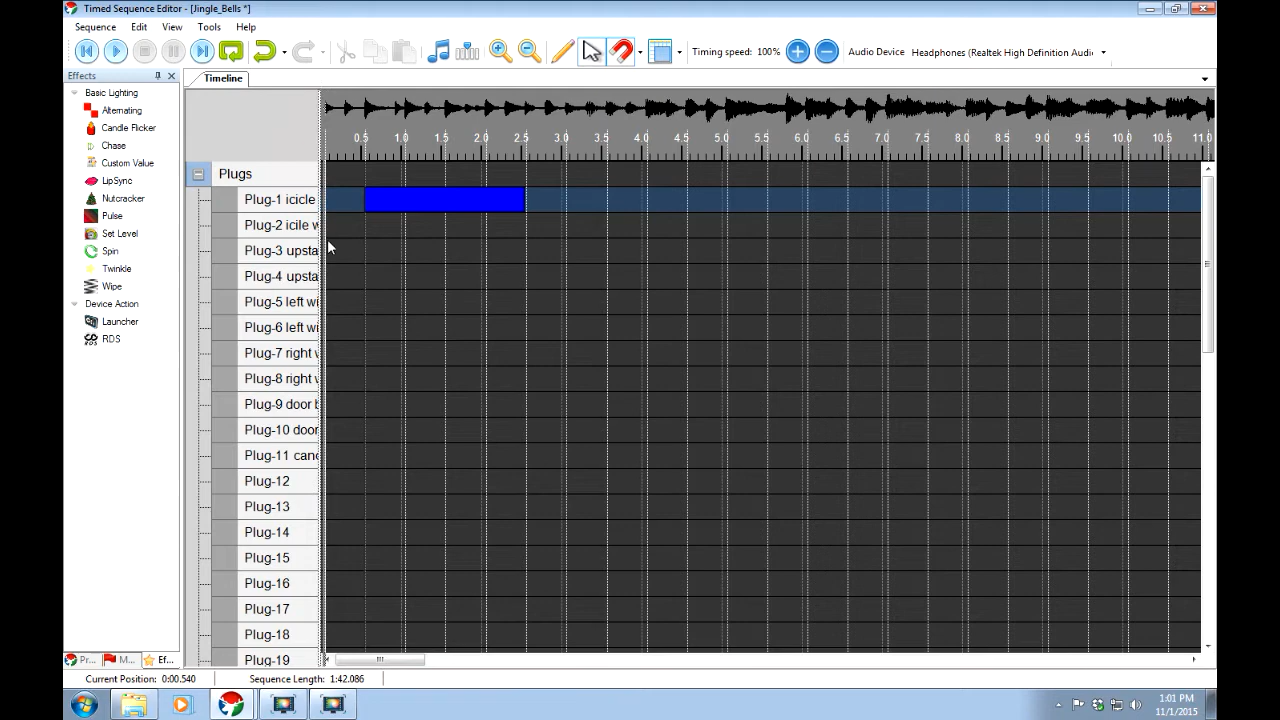 Timed Sequence Editor - [Jingle_Bells *]
Sequence Edit View Tools Help
Timing speed: 100% Audio Device Headphones (Realtek High Definition Audi
Effects
Timeline
Basic Lighting
Alternating
Candle Flicker
Chase
Custom Value
LipSync
Nutcracker
Pulse
Set Level
Spin
Twinkle
Wipe
Device Action
Launcher
RDS
0.5 1.0 1.5 2.0 2.5 3.0 3.5 4.0 4.5 5.0 5.5 6.0 6.5 7.0 7.5 8.0 8.5 9.0 9.5 10.0 10.5 11.0
Plugs
Plug-1 icicle
Plug-2 icile w
Plug-3 upsta
Plug-4 upsta
Plug-5 left wi
Plug-6 left wi
Plug-7 right w
Plug-8 right w
Plug-9 door b
Plug-10 door
Plug-11 cane
Plug-12
Plug-13
Plug-14
Plug-15
Plug-16
Plug-17
Plug-18
Plug-19
Pr... M... Ef...
Current Position: 0:00.540 Sequence Length: 1:42.086
1:01 PM
11/1/2015